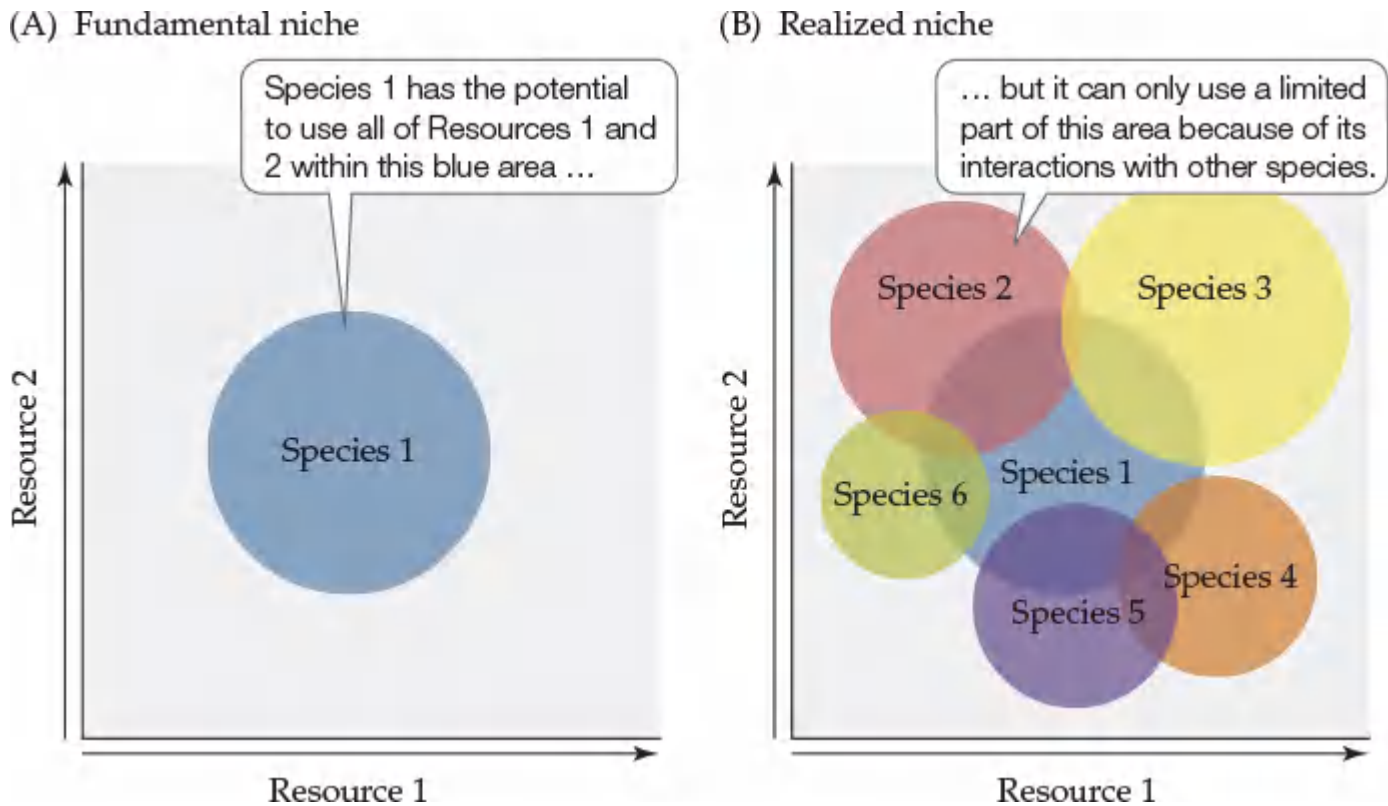 (A) Fundamental niche
Species 1 has the potential
to use all of Resources 1 and
2 within this blue area …
Species 1
Resource 2
Resource 1
(B) Realized niche
… but it can only use a limited
part of this area because of its
interactions with other species.
Species 2
Species 3
Species 1
Species 6
Species 4
Species 5
Resource 2
Resource 1